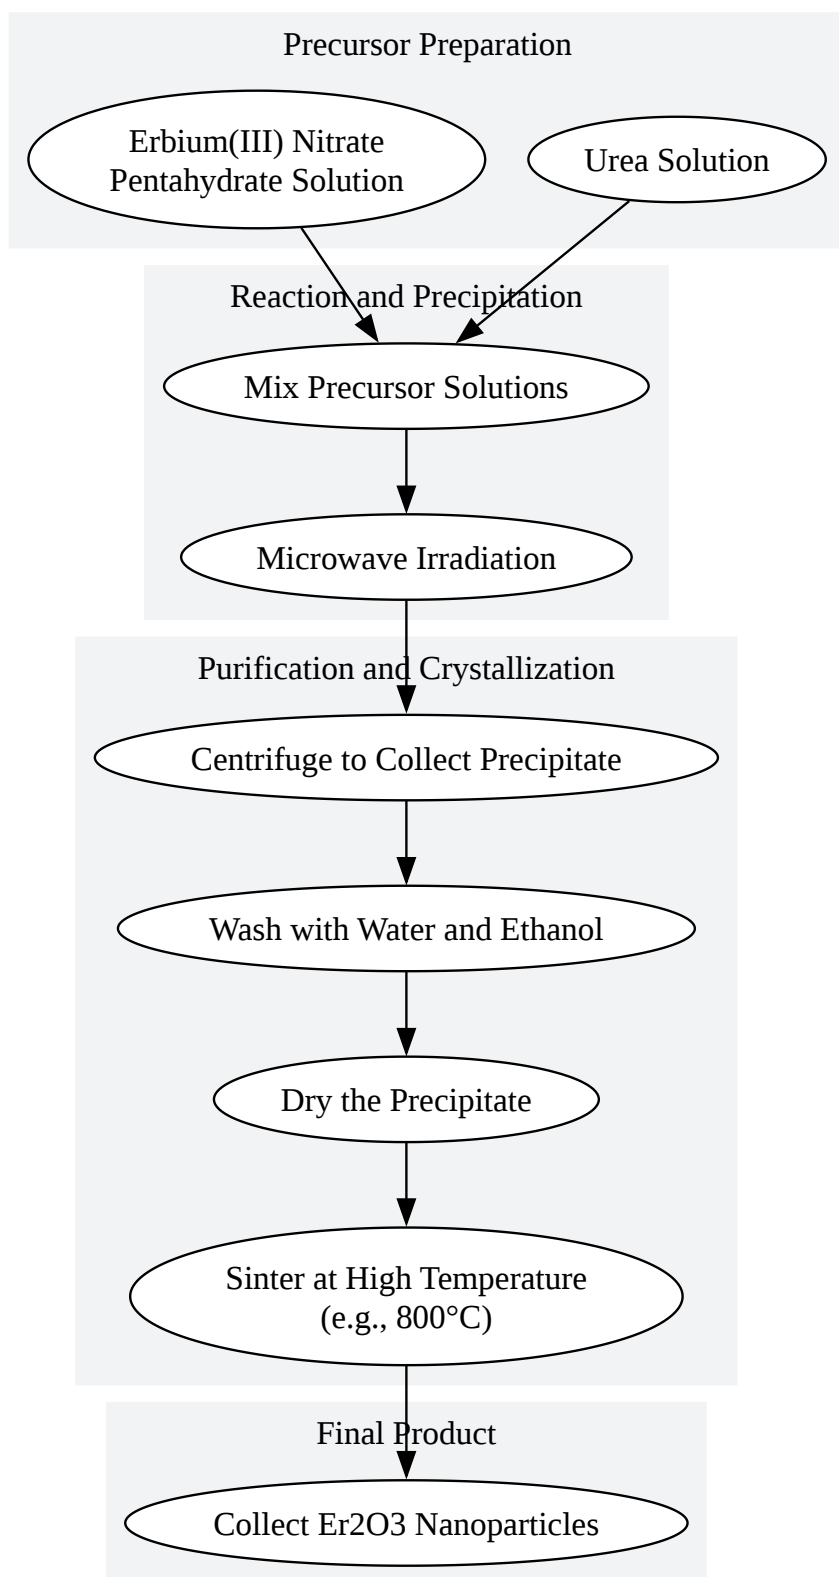 Precursor Preparation
Erbium(III) Nitrate
Pentahydrate Solution
Urea Solution
Reaction and Precipitation
Mix Precursor Solutions
Microwave Irradiation
Purification and Crystallization
Centrifuge to Collect Precipitate
Wash with Water and Ethanol
Dry the Precipitate
Sinter at High Temperature
(e.g., 800°C)
Final Product
Collect Er2O3 Nanoparticles